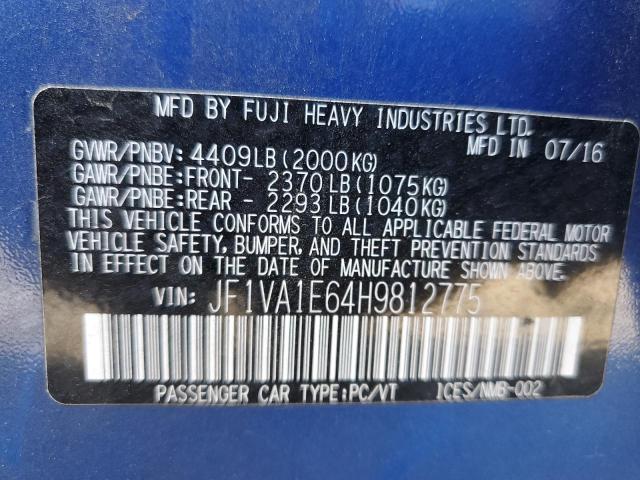 MFD BY FUJI HEAVY INDUSTRIES LTD.
MFD IN 07/16
GVWR/PNBV: 4409LB (2000KG)
GAWR/PNBE:FRONT- 2370LB (1075KG)
GAWR/PNBE:REAR - 2293LB (1040KG)
THIS VEHICLE CONFORMS TO ALL APPLICABLE FEDERAL MOTOR
VEHICLE SAFETY, BUMPER, AND THEFT PREVENTION STANDARDS
IN EFFECT ON THE DATE OF MANUFACTURE SHOWN ABOVE.
VIN: JF1VA1E64H9812775
PASSENGER CAR TYPE:PC/VT ICES/NMB-002